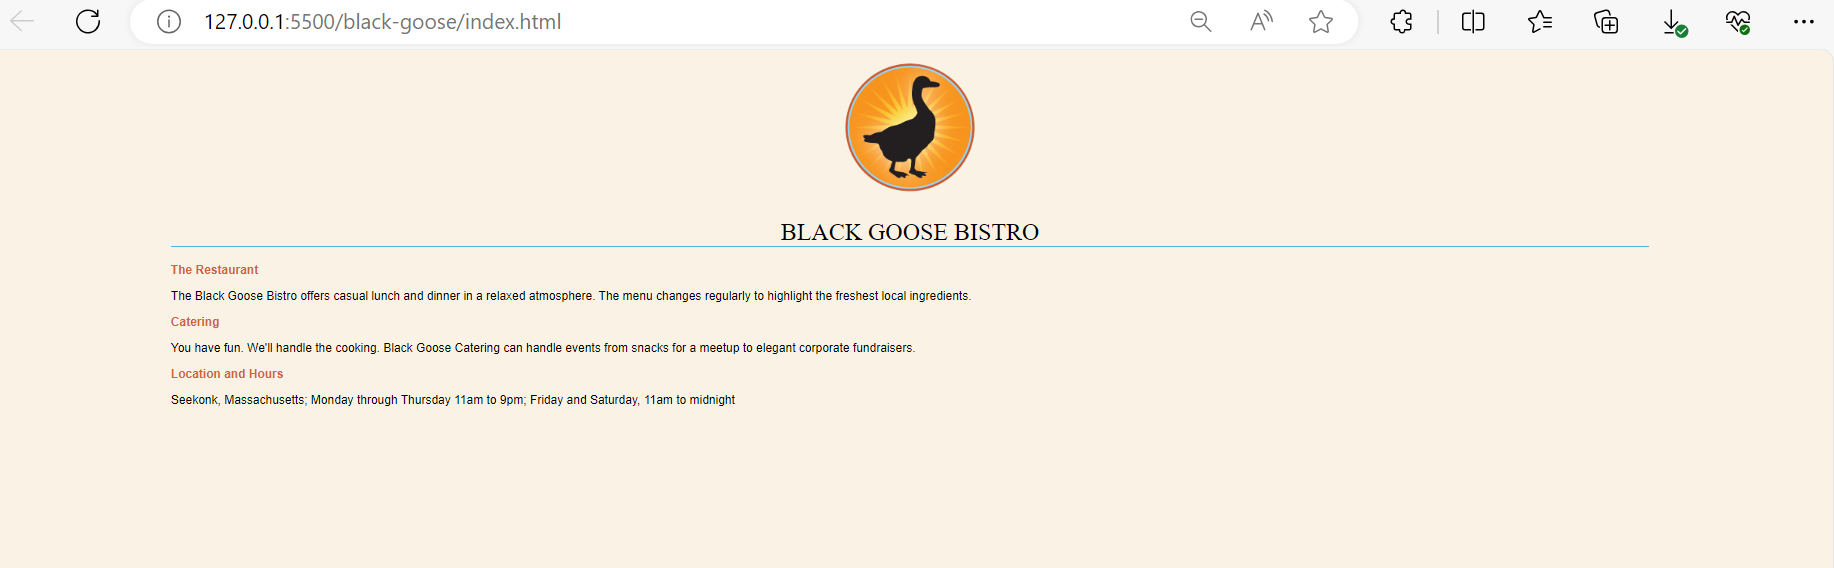 127.0.0.1:5500/black-goose/index.html
BLACK GOOSE BISTRO
The Restaurant
The Black Goose Bistro offers casual lunch and dinner in a relaxed atmosphere. The menu changes regularly to highlight the freshest local ingredients.
Catering
You have fun. We'll handle the cooking. Black Goose Catering can handle events from snacks for a meetup to elegant corporate fundraisers.
Location and Hours
Seekonk, Massachusetts; Monday through Thursday 11am to 9pm; Friday and Saturday, 11am to midnight